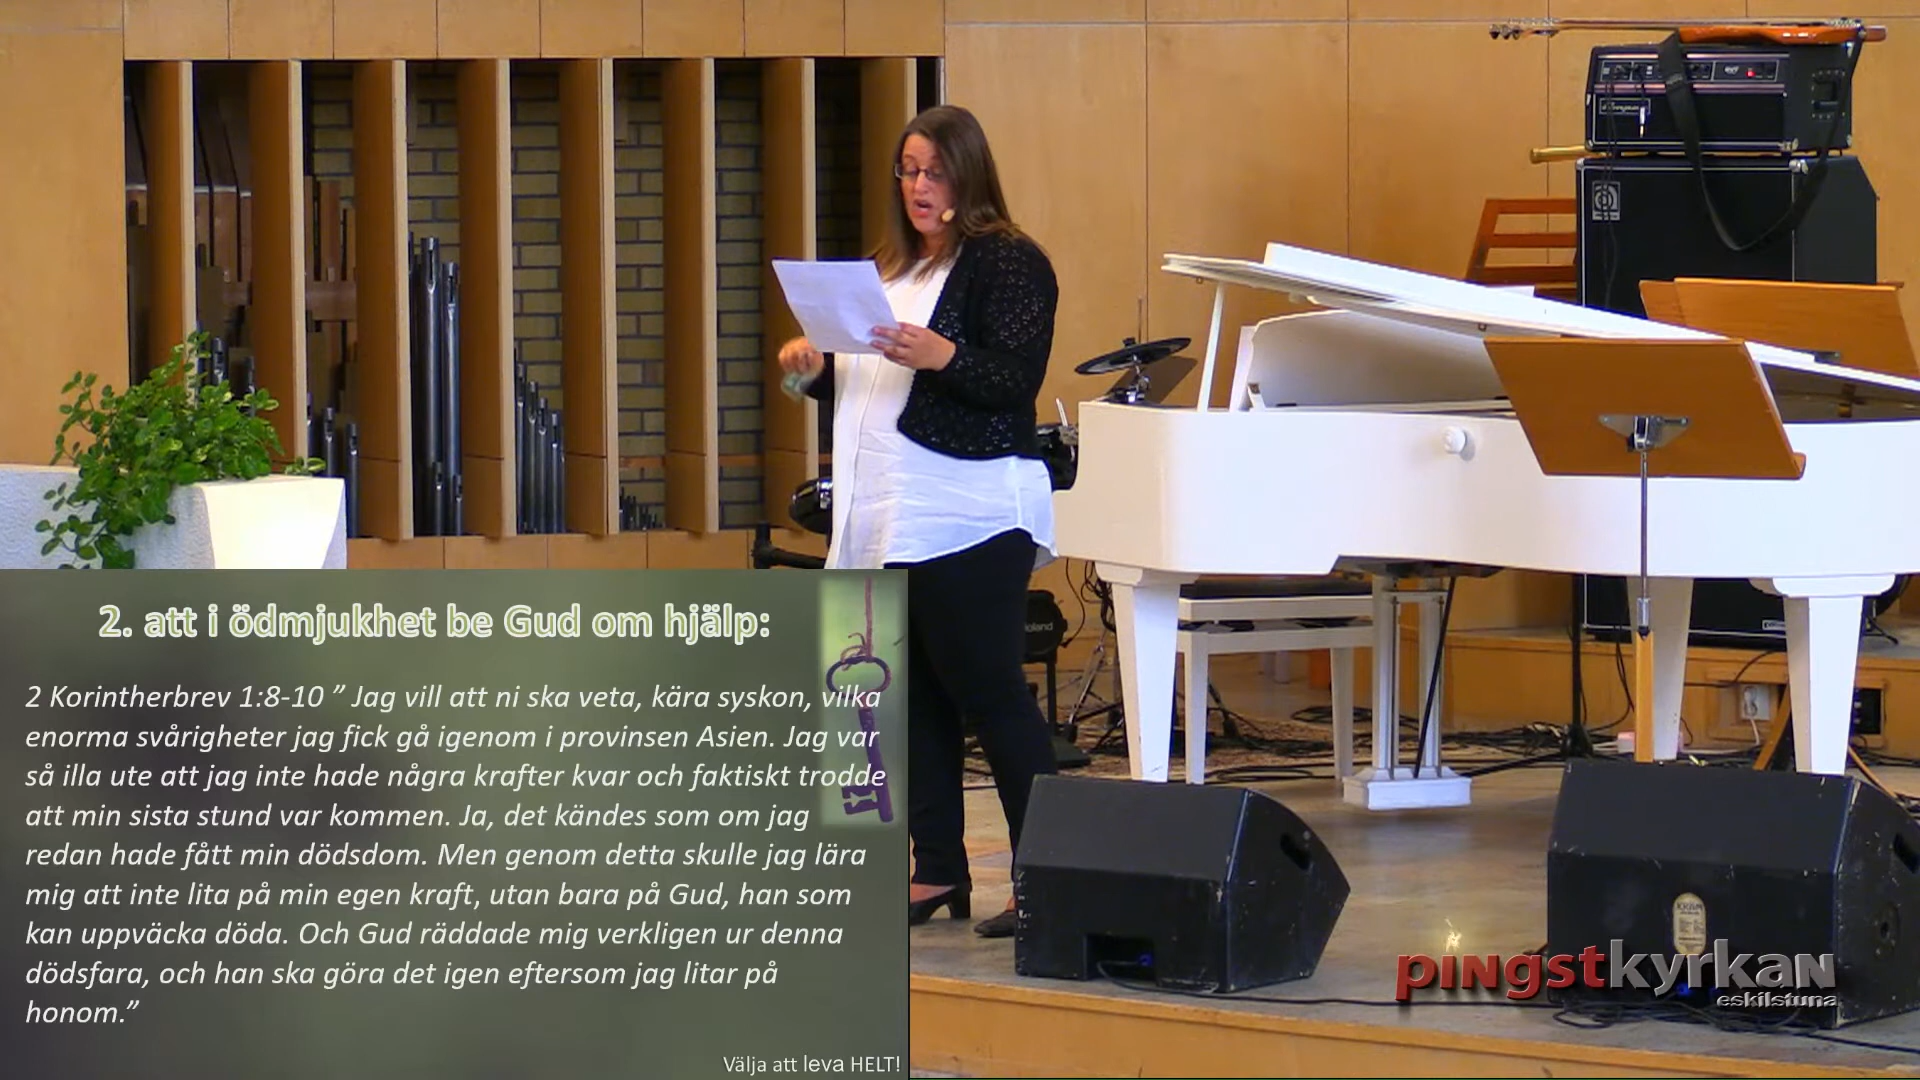 2. att i ödmjukhet be Gud om hjälp:
2 Korintherbrev 1:8-10 ” Jag vill att ni ska veta, kära syskon, vilka
enorma svårigheter jag fick gå igenom i provinsen Asien. Jag var
så illa ute att jag inte hade några krafter kvar och faktiskt trodde
att min sista stund var kommen. Ja, det kändes som om jag
redan hade fått min dödsdom. Men genom detta skulle jag lära
mig att inte lita på min egen kraft, utan bara på Gud, han som
kan uppväcka döda. Och Gud räddade mig verkligen ur denna
dödsfara, och han ska göra det igen eftersom jag litar på
honom.”
Välja att leva HELT!
Roland
pingstkyrkan
eskilstuna